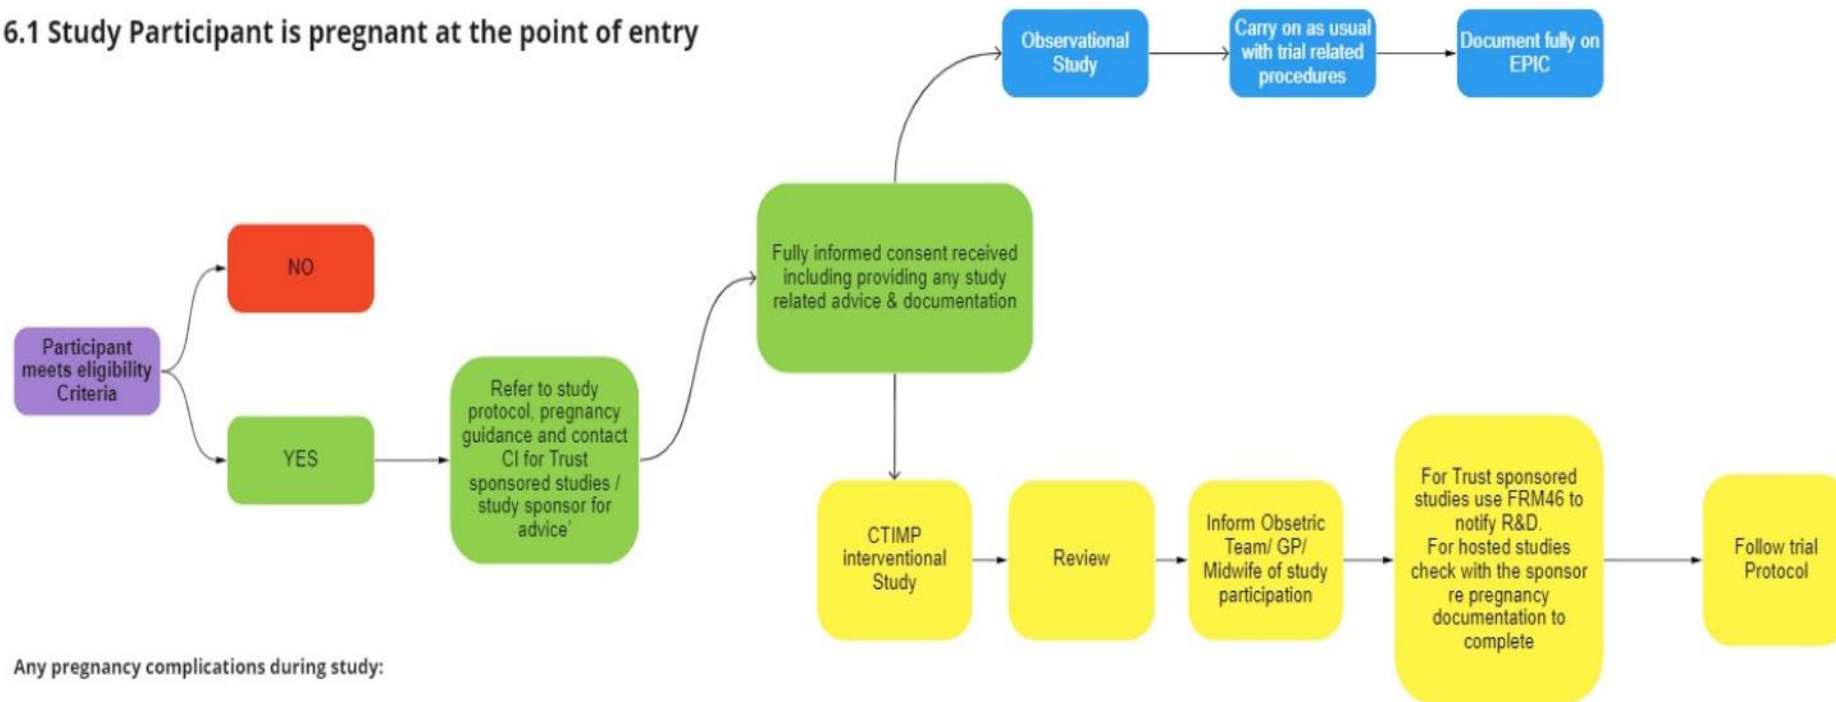 6.1 Study Participant is pregnant at the point of entry
Observational
Study
Carry on as usual
with trial related
procedures
Document fully on
EPIC
Fully informed consent received
including providing any study
related advice & documentation
NO
Participant
meets eligibility
Criteria
YES
Refer to study
protocol, pregnancy
guidance and contact
CI for Trust
sponsored studies /
study sponsor for
advice'
CTIMP
interventional
Study
Review
Inform Obsetric
Team/ GP/
Midwife of study
participation
For Trust sponsored
studies use FRM46 to
notify R&D.
For hosted studies
check with the sponsor
re pregnancy
documentation to
complete
Follow trial
Protocol
Any pregnancy complications during study: